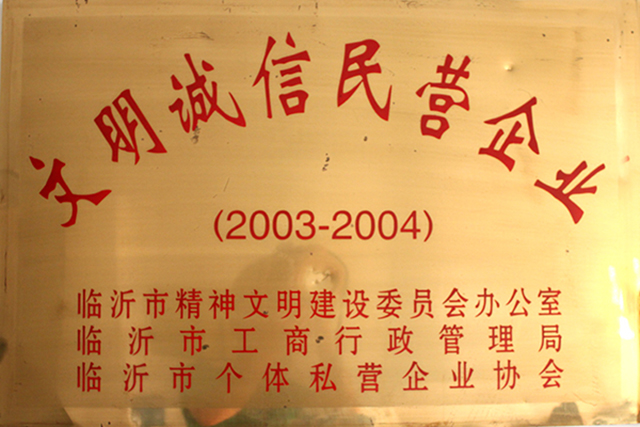 文明诚信民营企业
(2003-2004)
临沂市精神文明建设委员会办公室
临沂市工商行政管理局
临沂市个体私营企业协会